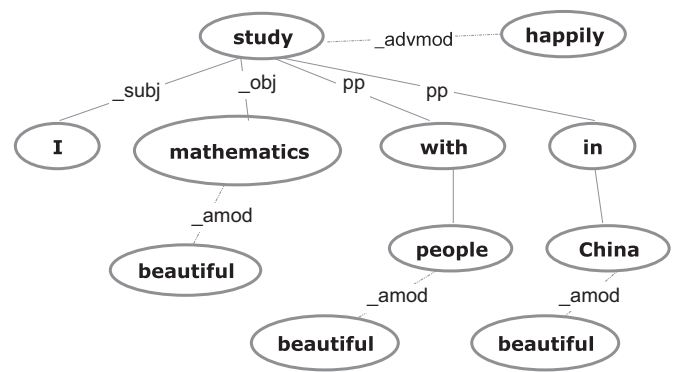 study _advmod happily
_subj _obj pp pp
I mathematics with in
_amod
beautiful people China
_amod _amod
beautiful beautiful